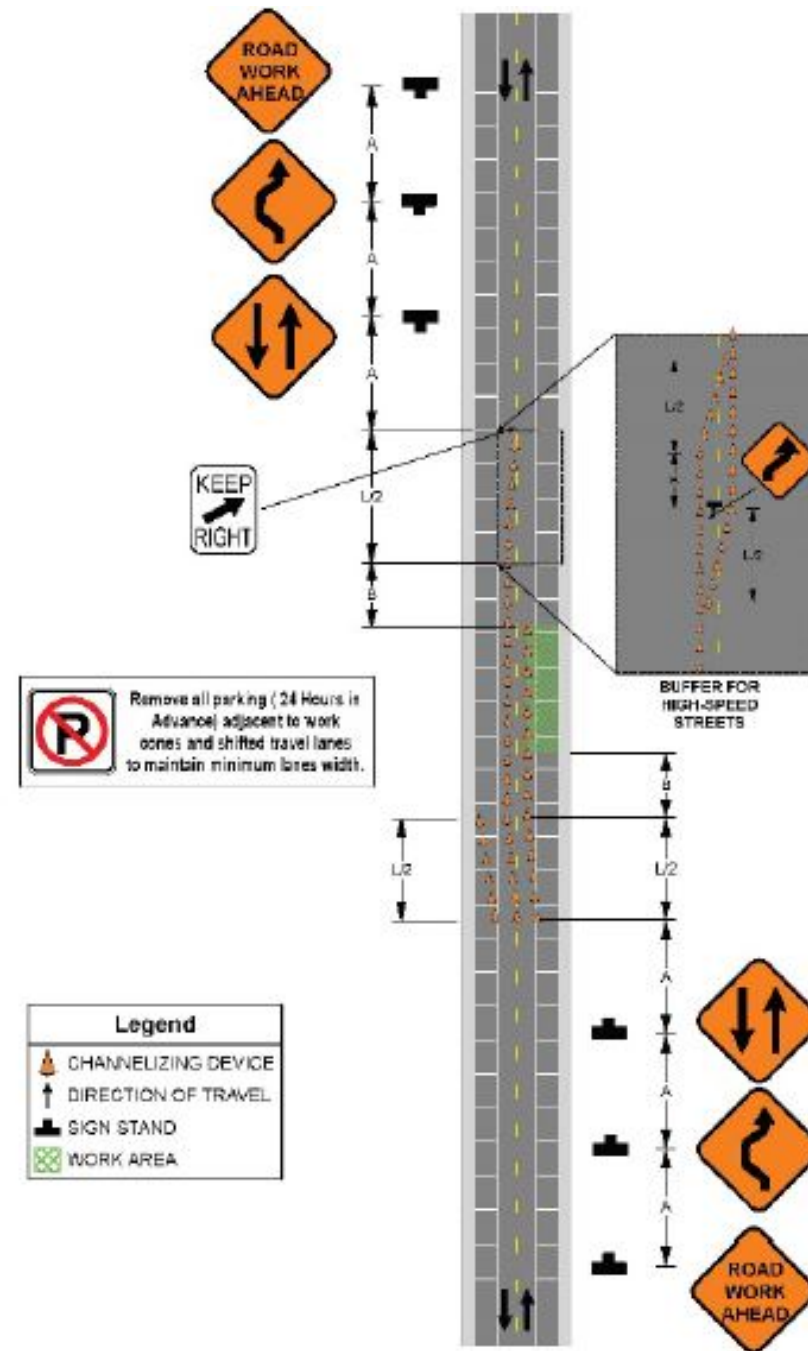 ROAD
WORK
AHEAD
A
A
A
KEEP
RIGHT
L/2
B
L/2
L/2
BUFFER FOR
HIGH-SPEED
STREETS
P
Remove all parking ( 24 Hours in
Advance) adjacent to work
cones and shifted travel lanes
to maintain minimum lanes width.
B
L/2
L/2
A
A
A
Legend
CHANNELIZING DEVICE
DIRECTION OF TRAVEL
SIGN STAND
WORK AREA
ROAD
WORK
AHEAD